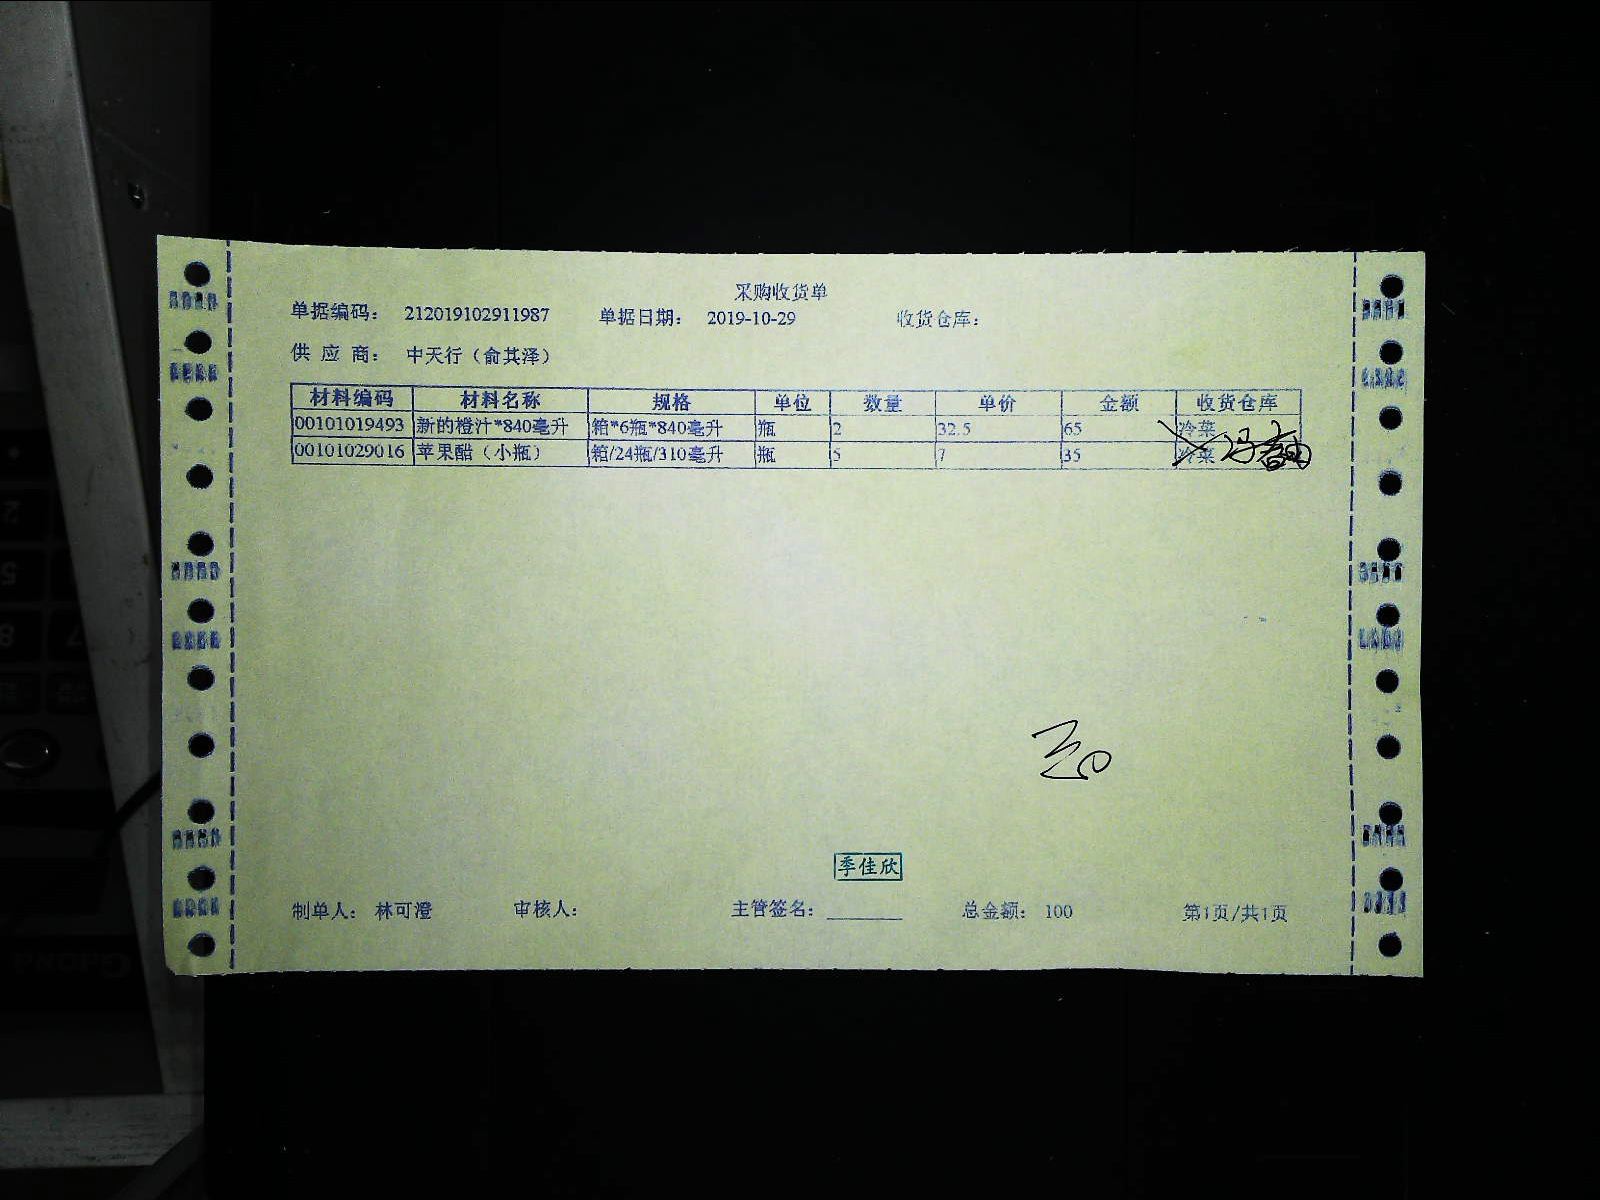 采购收货单
单据编码： 212019102911987 单据日期： 2019-10-29 收货仓库：
供 应 商： 中天行（俞其泽）
材料编码 材料名称 规格 单位 数量 单价 金额 收货仓库
00101019493 新的橙汁*840毫升 箱*6瓶*840毫升 瓶 2 32.5 65 冷菜
00101029016 苹果醋（小瓶） 箱/24瓶/310毫升 瓶 5 7 35 冷菜
季佳欣
制单人： 林可澄 审核人： 主管签名： 总金额： 100 第1页/共1页